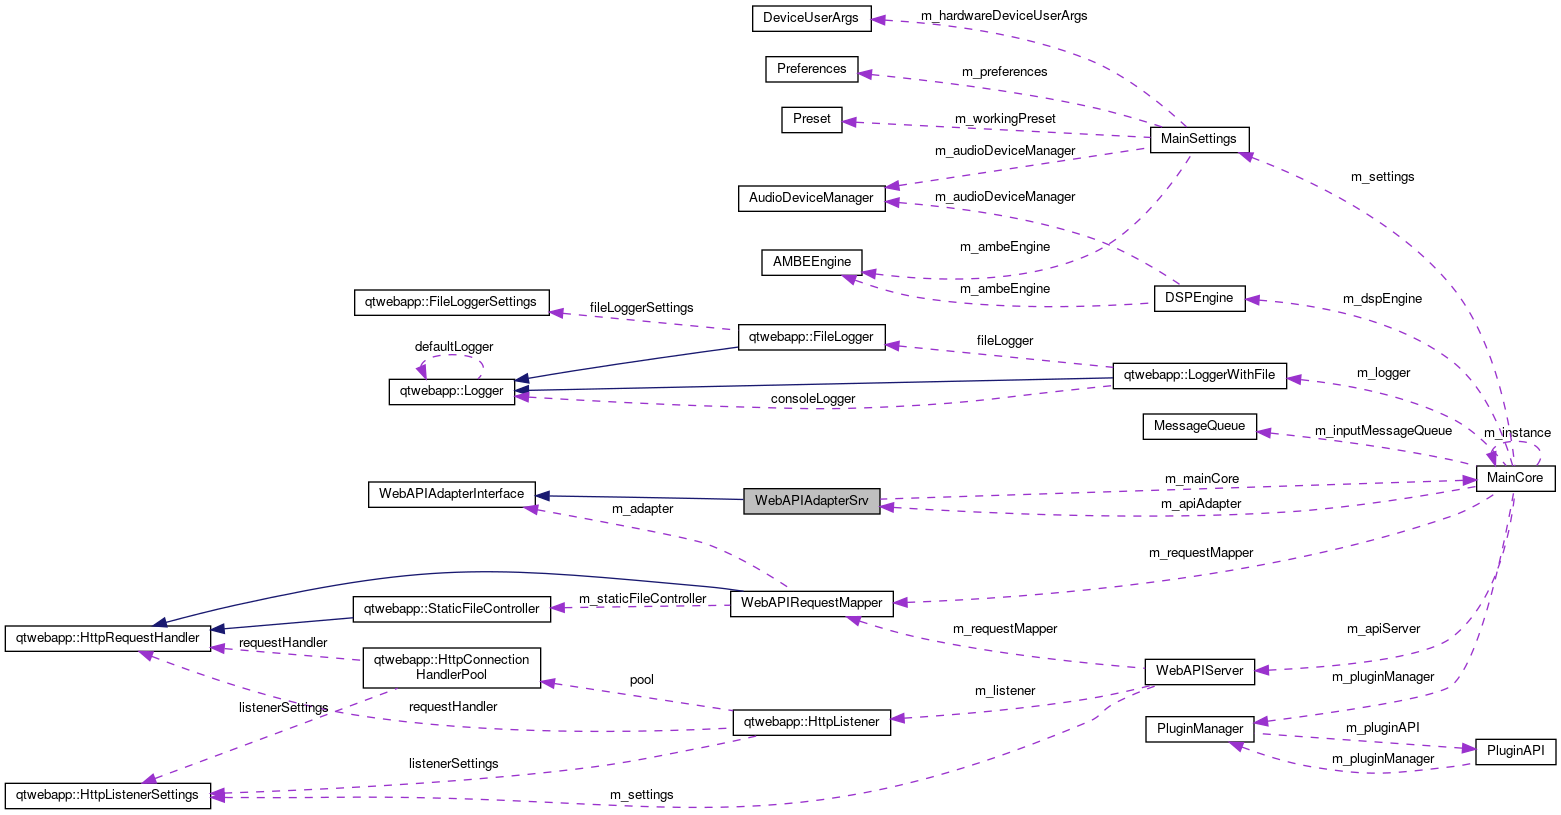 DeviceUserArgs
m_hardwareDeviceUserArgs
Preferences
m_preferences
Preset
m_workingPreset
MainSettings
m_audioDeviceManager
m_settings
AudioDeviceManager
m_audioDeviceManager
AMBEEngine
m_ambeEngine
m_ambeEngine
DSPEngine
m_dspEngine
qtwebapp::FileLoggerSettings
fileLoggerSettings
qtwebapp::FileLogger
fileLogger
defaultLogger
qtwebapp::Logger
consoleLogger
qtwebapp::LoggerWithFile
m_logger
MessageQueue
m_inputMessageQueue
m_instance
MainCore
WebAPIAdapterInterface
WebAPIAdapterSrv
m_mainCore
m_apiAdapter
m_adapter
m_requestMapper
qtwebapp::StaticFileController
m_staticFileController
WebAPIRequestMapper
qtwebapp::HttpRequestHandler
requestHandler
qtwebapp::HttpConnection
HandlerPool
m_requestMapper
m_apiServer
WebAPIServer
pool
m_listener
m_pluginManager
listenerSettings
requestHandler
qtwebapp::HttpListener
PluginManager
m_pluginAPI
PluginAPI
m_pluginManager
listenerSettings
qtwebapp::HttpListenerSettings
m_settings